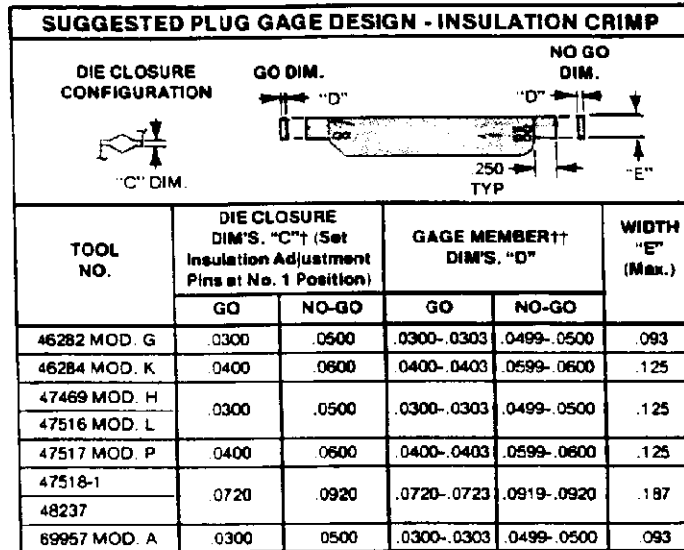 SUGGESTED PLUG GAGE DESIGN - INSULATION CRIMP
DIE CLOSURE
CONFIGURATION
"C" DIM.
GO DIM.
"D"
NO GO
DIM.
"D"
GO
.250
TYP
"E"
TOOL
NO.
DIE CLOSURE
DIM'S. "C"† (Set
Insulation Adjustment
Pins at No. 1 Position)
GAGE MEMBER††
DIM'S. "D"
WIDTH
"E"
(Max.)
GO NO-GO GO NO-GO
46282 MOD. G .0300 .0500 .0300-.0303 .0499-.0500 .093
46284 MOD. K .0400 .0600 .0400-.0403 .0599-.0600 .125
47469 MOD. H .0300 .0500 .0300-.0303 .0499-.0500 .125
47516 MOD. L
47517 MOD. P .0400 .0600 .0400-.0403 .0599-.0600 .125
47518-1 .0720 .0920 .0720-.0723 .0919-.0920 .187
48237
69957 MOD. A .0300 0500 .0300-.0303 .0499-.0500 .093